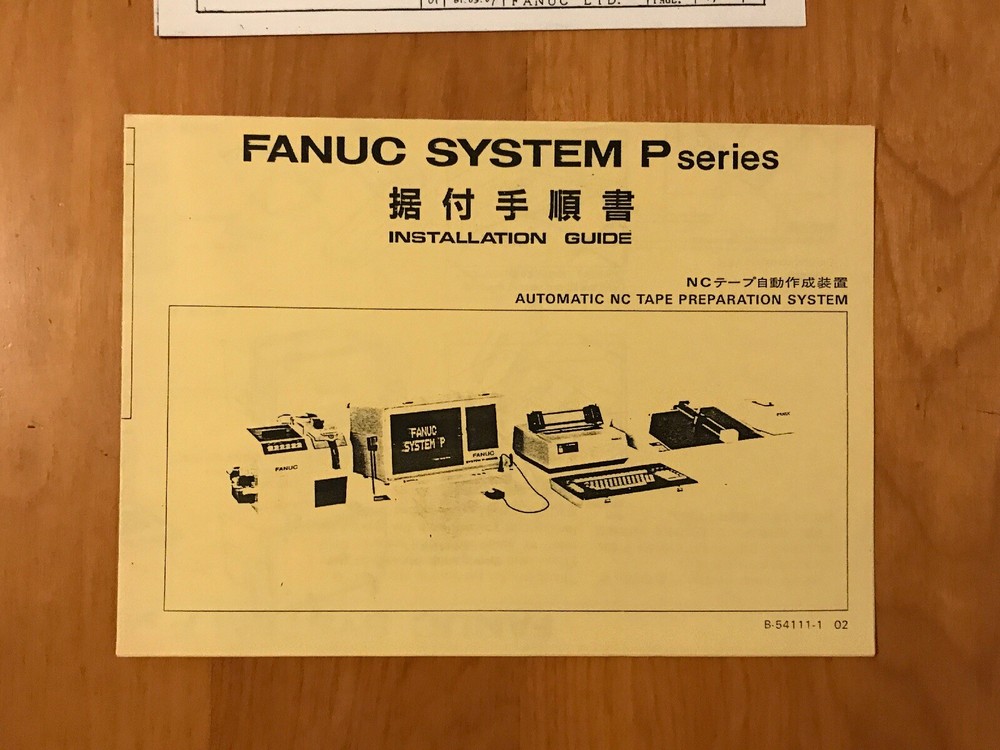 FANUC LTD.
FANUC SYSTEM P series
据付手順書
INSTALLATION GUIDE
NCテープ自動作成装置
AUTOMATIC NC TAPE PREPARATION SYSTEM
FANUC
SYSTEM P
FANUC
FANUC
B-54111-1 02